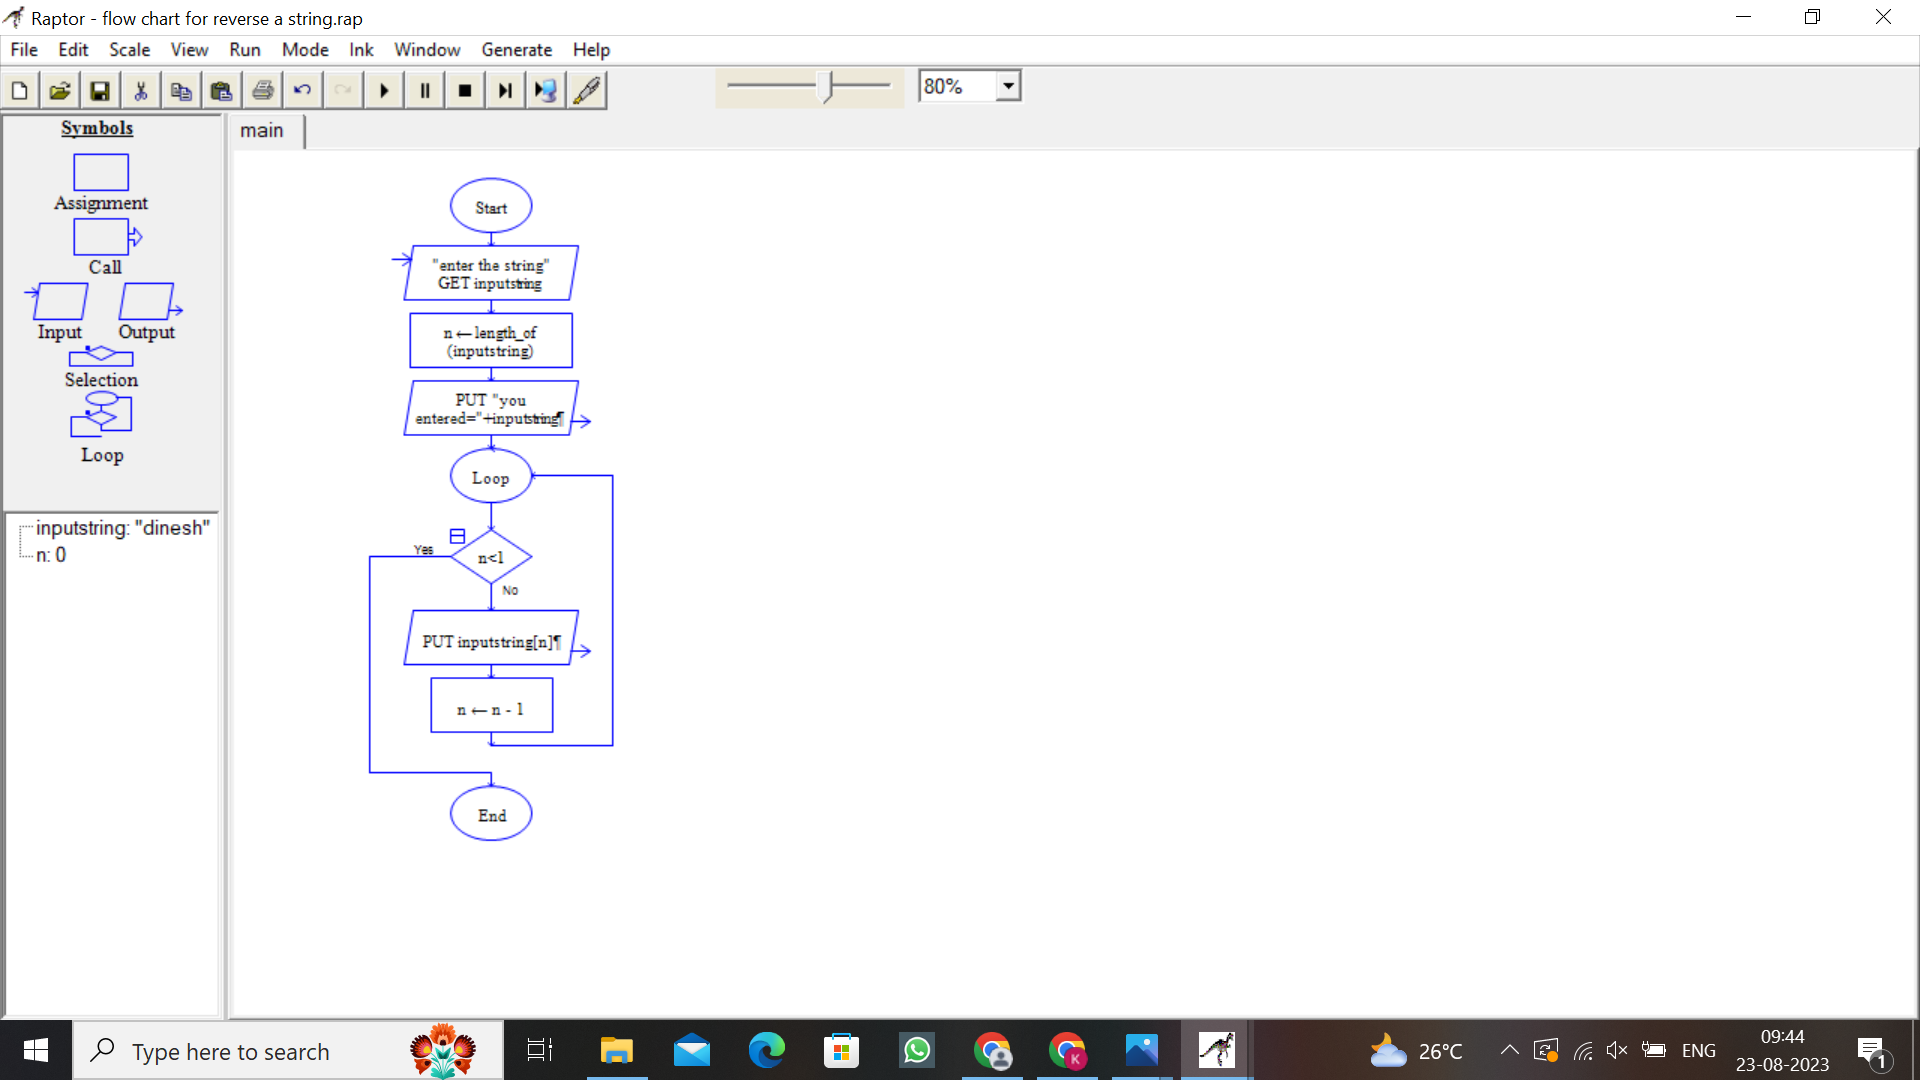 Raptor - flow chart for reverse a string.rap
File Edit Scale View Run Mode Ink Window Generate Help
80%
Symbols
Assignment
Call
Input Output
Selection
Loop
inputstring: "dinesh"
n: 0
main
Start
"enter the string"
GET inputstring
n ← length_of
(inputstring)
PUT "you
entered="+inputstring¶
Loop
Yes
n<1
No
PUT inputstring[n]¶
n ← n - 1
End
Type here to search
K
26°C
ENG
09:44
23-08-2023
1